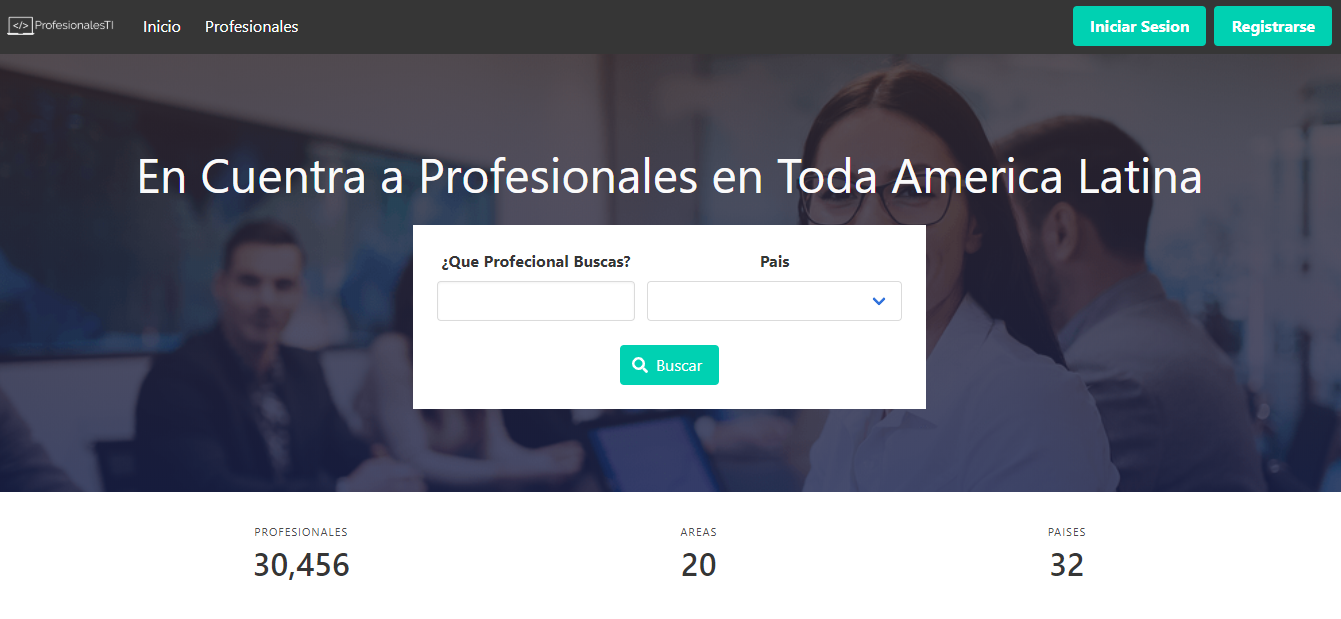 </> ProfesionalesTI Inicio Profesionales Iniciar Sesion Registrarse
En Cuentra a Profesionales en Toda America Latina
¿Que Profecional Buscas? Pais
Buscar
PROFESIONALES AREAS PAISES
30,456 20 32